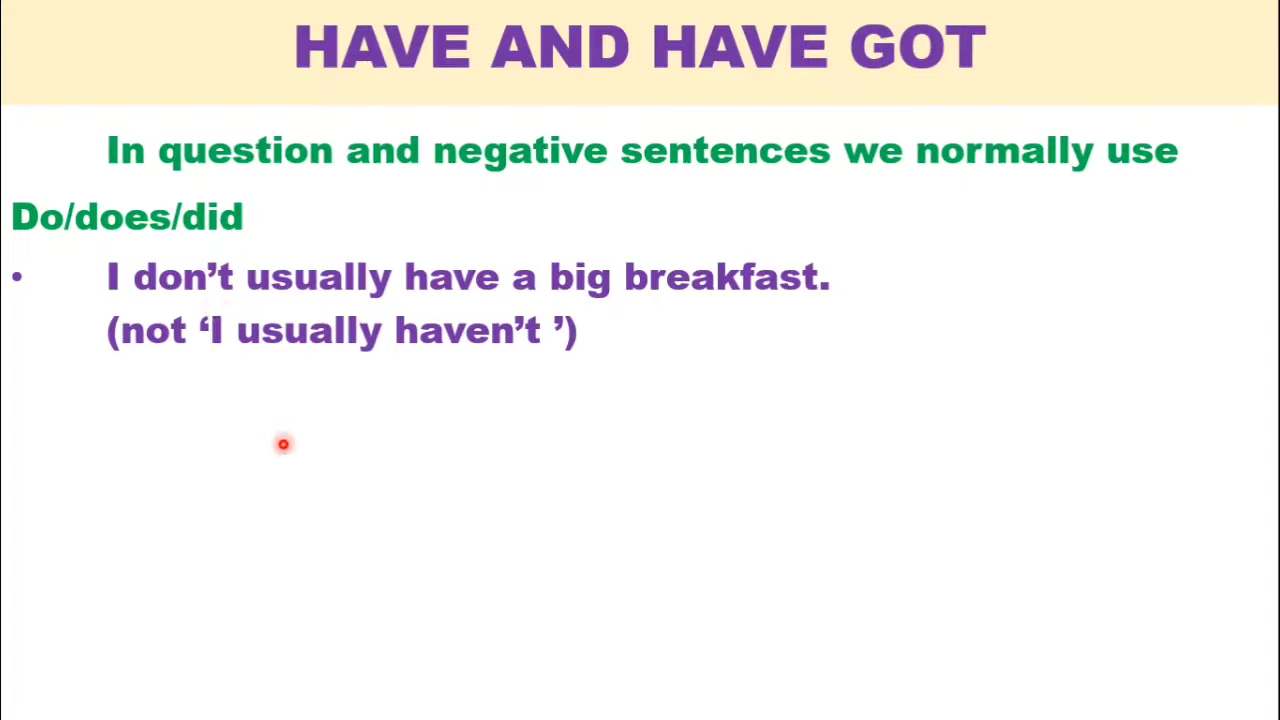 HAVE AND HAVE GOT
In question and negative sentences we normally use
Do/does/did
• I don’t usually have a big breakfast.
(not ‘I usually haven’t ’)